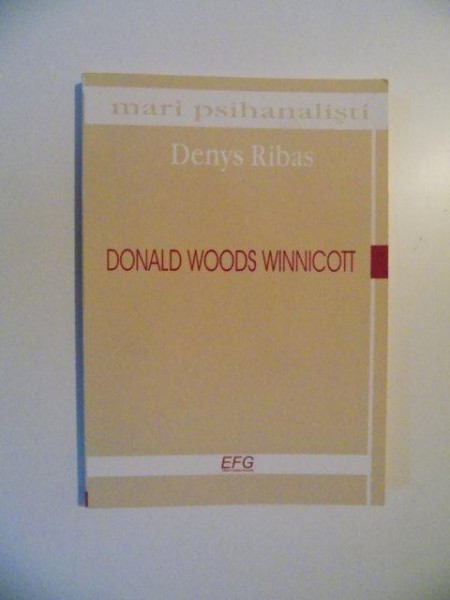 mari psihanaliști
Denys Ribas
DONALD WOODS WINNICOTT
EFG